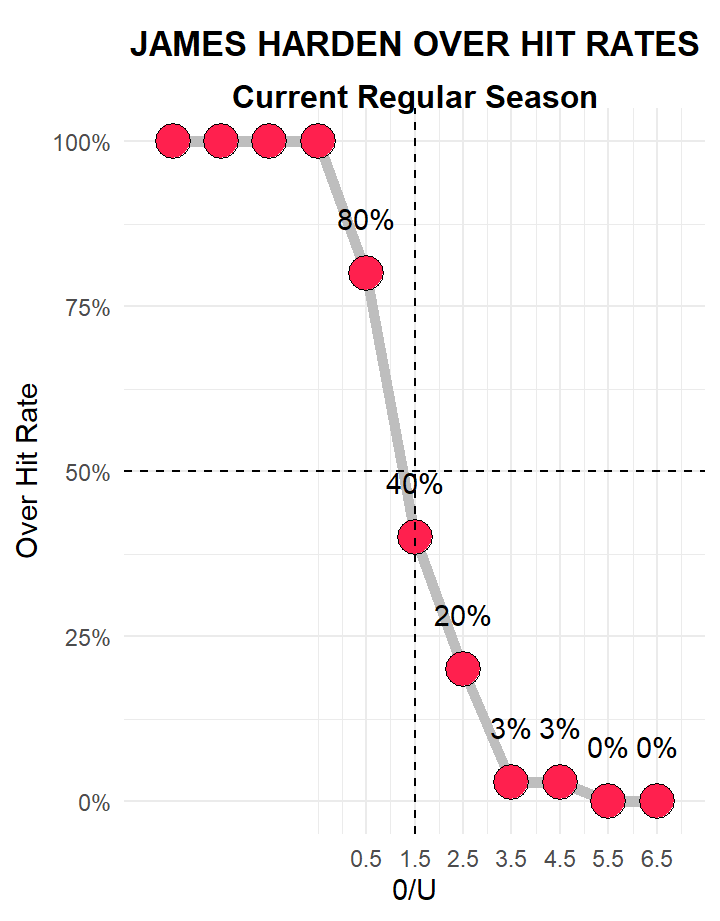 JAMES HARDEN OVER HIT RATES
Current Regular Season
100%
80%
75%
Over Hit Rate
50%
40%
25%
20%
3% 3%
0% 0%
0%
0.5 1.5 2.5 3.5 4.5 5.5 6.5
0/U